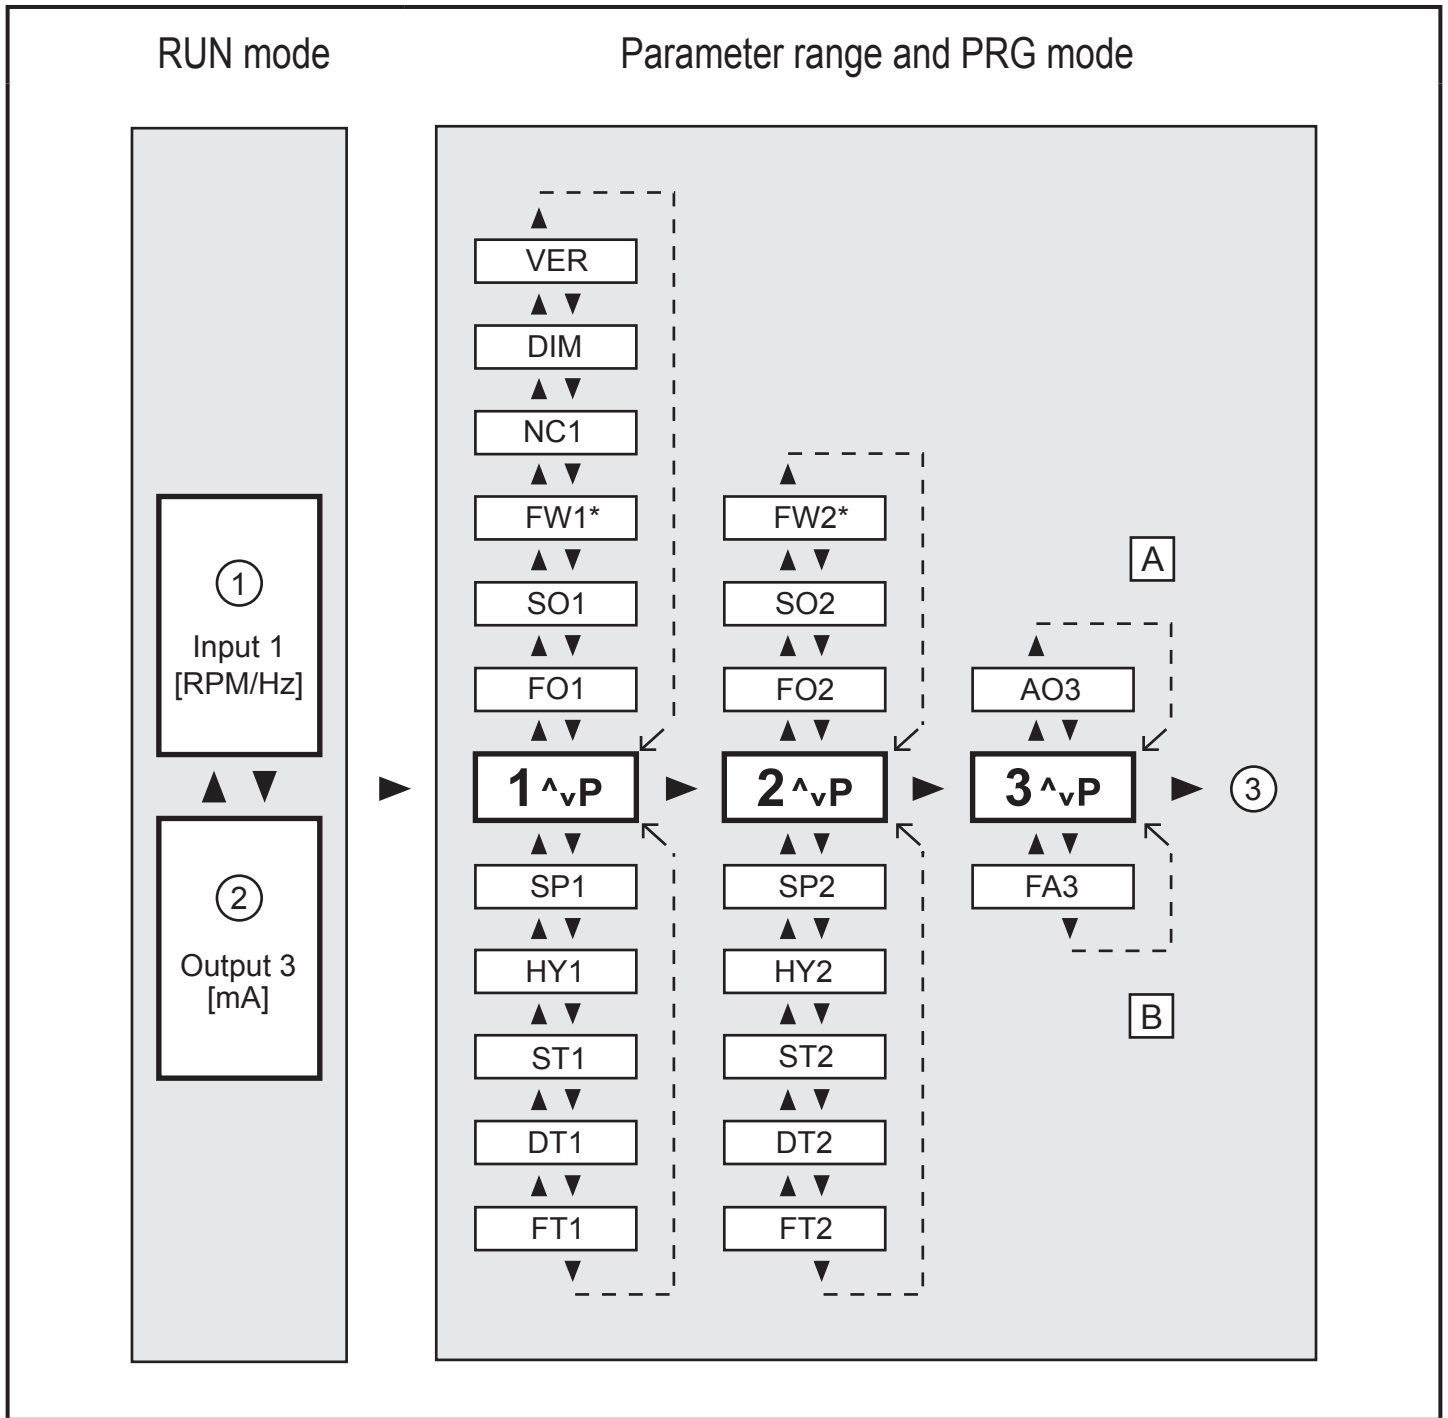 RUN mode
Parameter range and PRG mode
VER
DIM
NC1
FW1*
SO1
FO1
1^vP
SP1
HY1
ST1
DT1
FT1
FW2*
SO2
FO2
2^vP
SP2
HY2
ST2
DT2
FT2
A
AO3
3^vP
FA3
B
3
1
Input 1
[RPM/Hz]
2
Output 3
[mA]